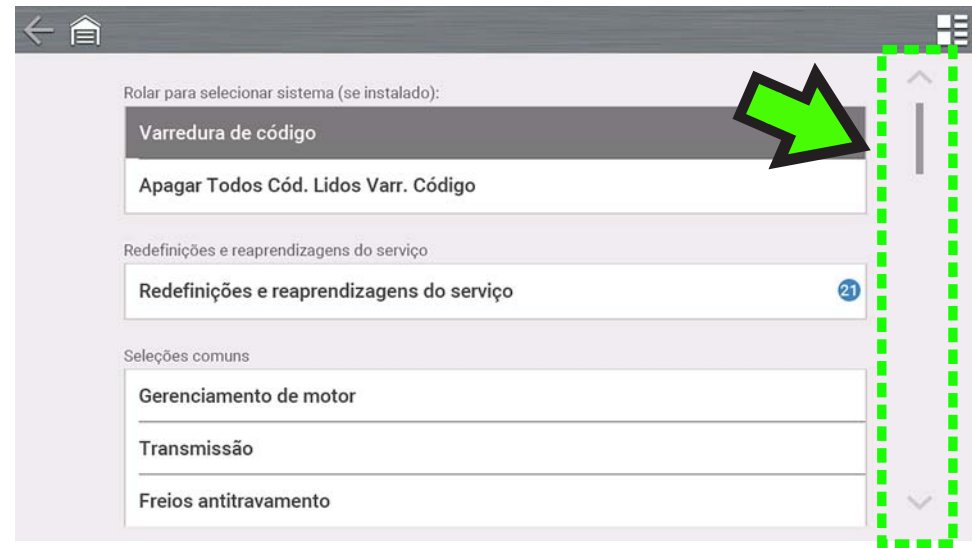 Rolar para selecionar sistema (se instalado):
Varredura de código
Apagar Todos Cód. Lidos Varr. Código
Redefinições e reaprendizagens do serviço
Redefinições e reaprendizagens do serviço
21
Seleções comuns
Gerenciamento de motor
Transmissão
Freios antitravamento